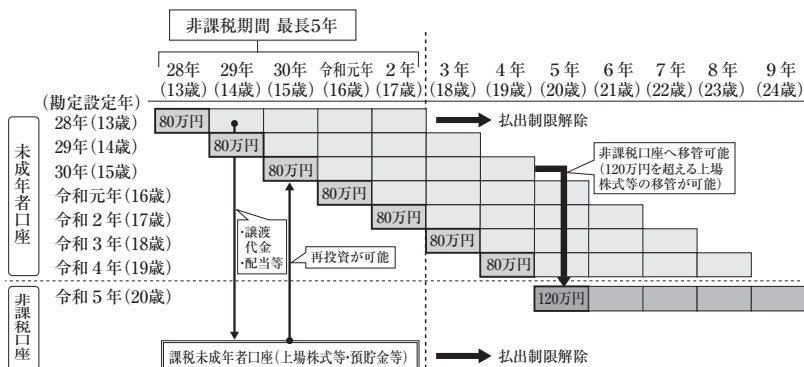 非課税期間 最長5年
28年 29年 30年 令和元年 2年 3年 4年 5年 6年 7年 8年 9年
(13歳) (14歳) (15歳) (16歳) (17歳) (18歳) (19歳) (20歳) (21歳) (22歳) (23歳) (24歳)
(勘定設定年)
未成年者口座
28年(13歳) 80万円 払出制限解除
29年(14歳) 80万円
30年(15歳) 80万円
令和元年(16歳) 80万円
令和2年(17歳) 80万円
令和3年(18歳) 80万円
令和4年(19歳) 80万円
非課税口座へ移管可能
(120万円を超える上場
株式等の移管が可能)
・譲渡
代金
・配当等
再投資が可能
非課税口座
令和5年(20歳) 120万円
課税未成年者口座(上場株式等・預貯金等) 払出制限解除